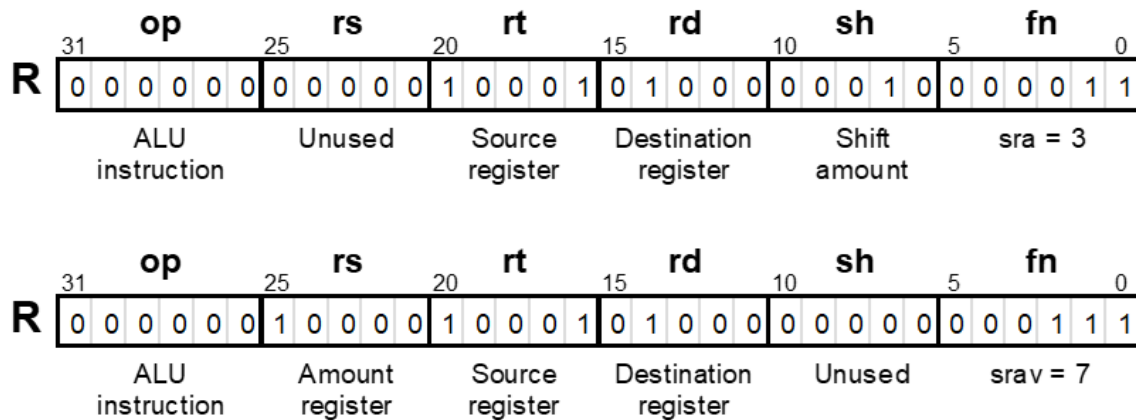 op rs rt rd sh fn
31 25 20 15 10 5 0
R 0 0 0 0 0 0 0 0 0 0 0 1 0 0 0 1 0 1 0 0 0 0 0 0 1 0 0 0 0 0 1 1
ALU Unused Source Destination Shift sra = 3
instruction register register amount
op rs rt rd sh fn
31 25 20 15 10 5 0
R 0 0 0 0 0 0 1 0 0 0 0 1 0 0 0 1 0 1 0 0 0 0 0 0 0 0 0 0 0 1 1 1
ALU Amount Source Destination Unused srav = 7
instruction register register register